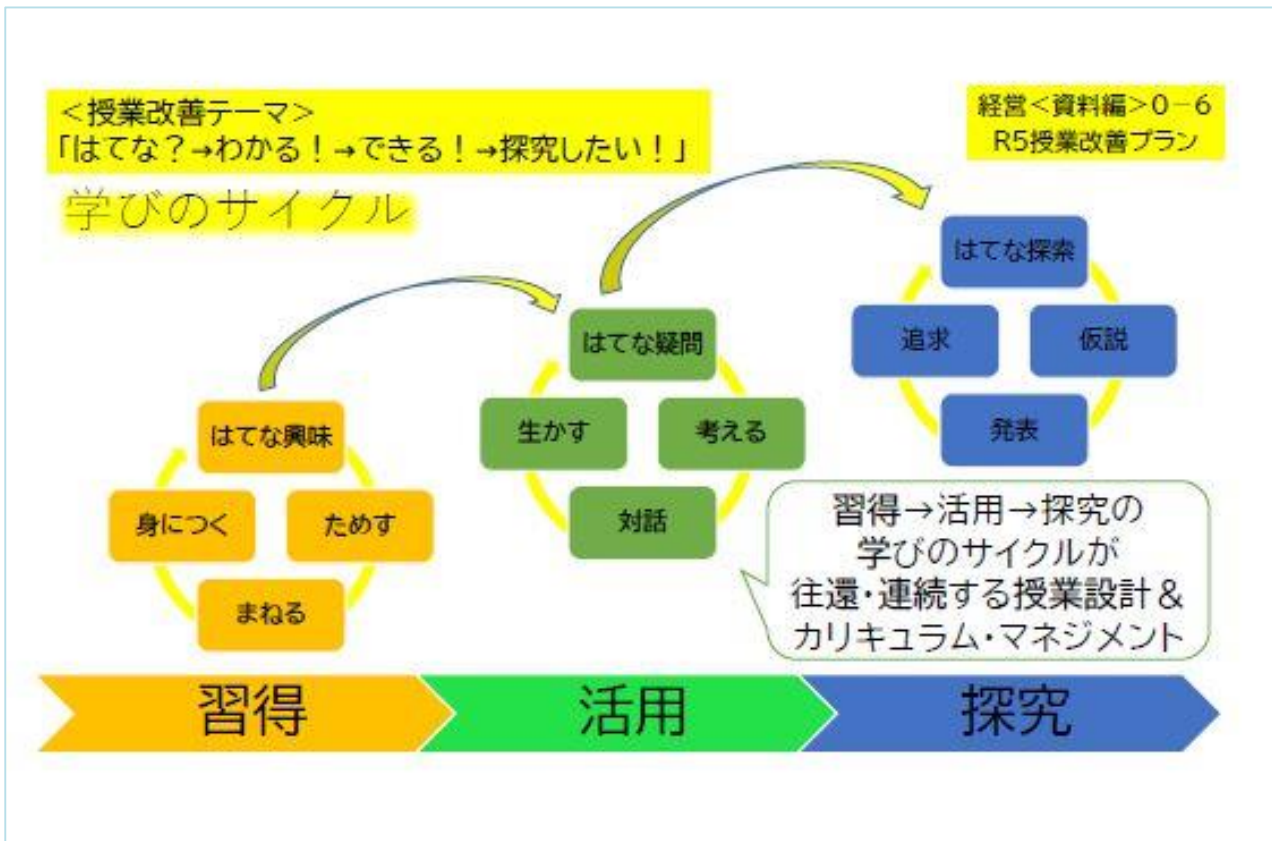 ＜授業改善テーマ＞
「はてな？→わかる！→できる！→探究したい！」
学びのサイクル
経営＜資料編＞０－６
R5授業改善プラン
はてな興味
ためす
まねる
身につく
はてな疑問
考える
対話
生かす
はてな探索
仮説
発表
追求
習得→活用→探究の
学びのサイクルが
往還・連続する授業設計＆
カリキュラム・マネジメント
習得
活用
探究